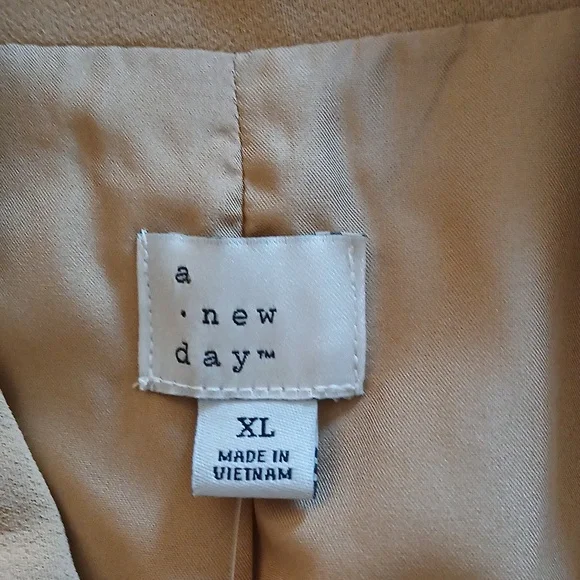 a
· new
day™
XL
MADE IN
VIETNAM